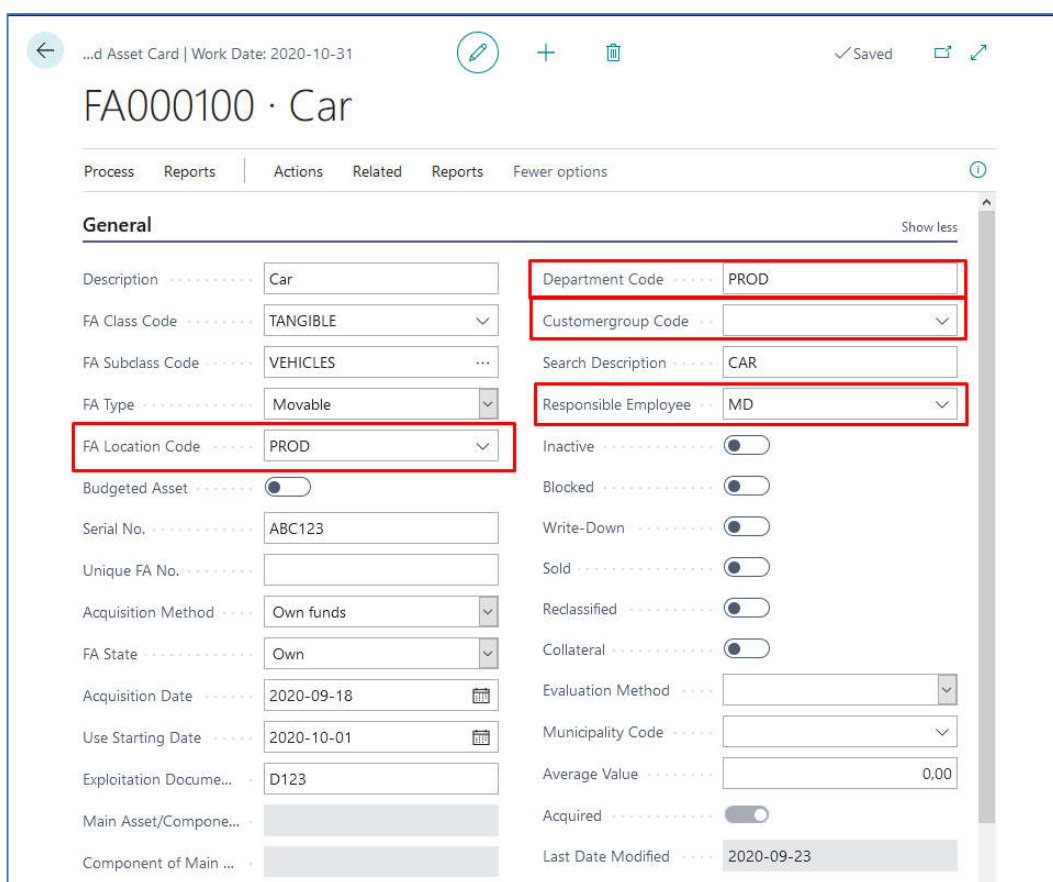 ...d Asset Card | Work Date: 2020-10-31
Saved
FA000100 · Car
Process Reports Actions Related Reports Fewer options
General
Show less
Description Car
FA Class Code TANGIBLE
FA Subclass Code VEHICLES ...
FA Type Movable
FA Location Code PROD
Budgeted Asset
Serial No. ABC123
Unique FA No.
Acquisition Method Own funds
FA State Own
Acquisition Date 2020-09-18
Use Starting Date 2020-10-01
Exploitation Docume... D123
Main Asset/Compone...
Component of Main ...
Department Code PROD
Customergroup Code
Search Description CAR
Responsible Employee MD
Inactive
Blocked
Write-Down
Sold
Reclassified
Collateral
Evaluation Method
Municipality Code
Average Value 0,00
Acquired
Last Date Modified 2020-09-23